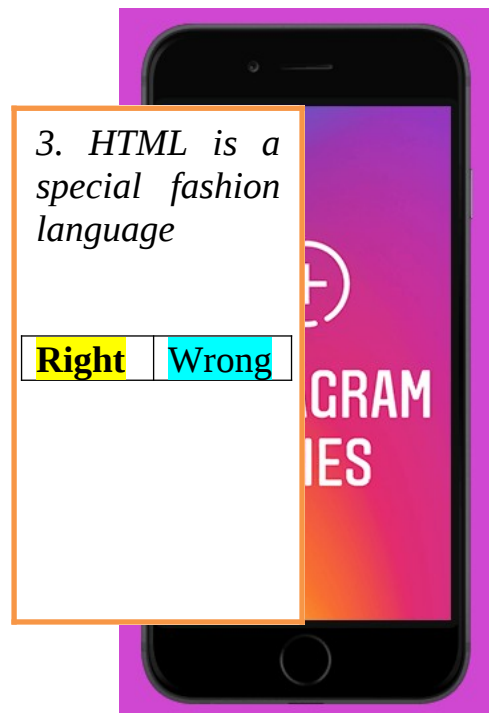 3. HTML is a
special fashion
language
Right Wrong
GRAM
IES